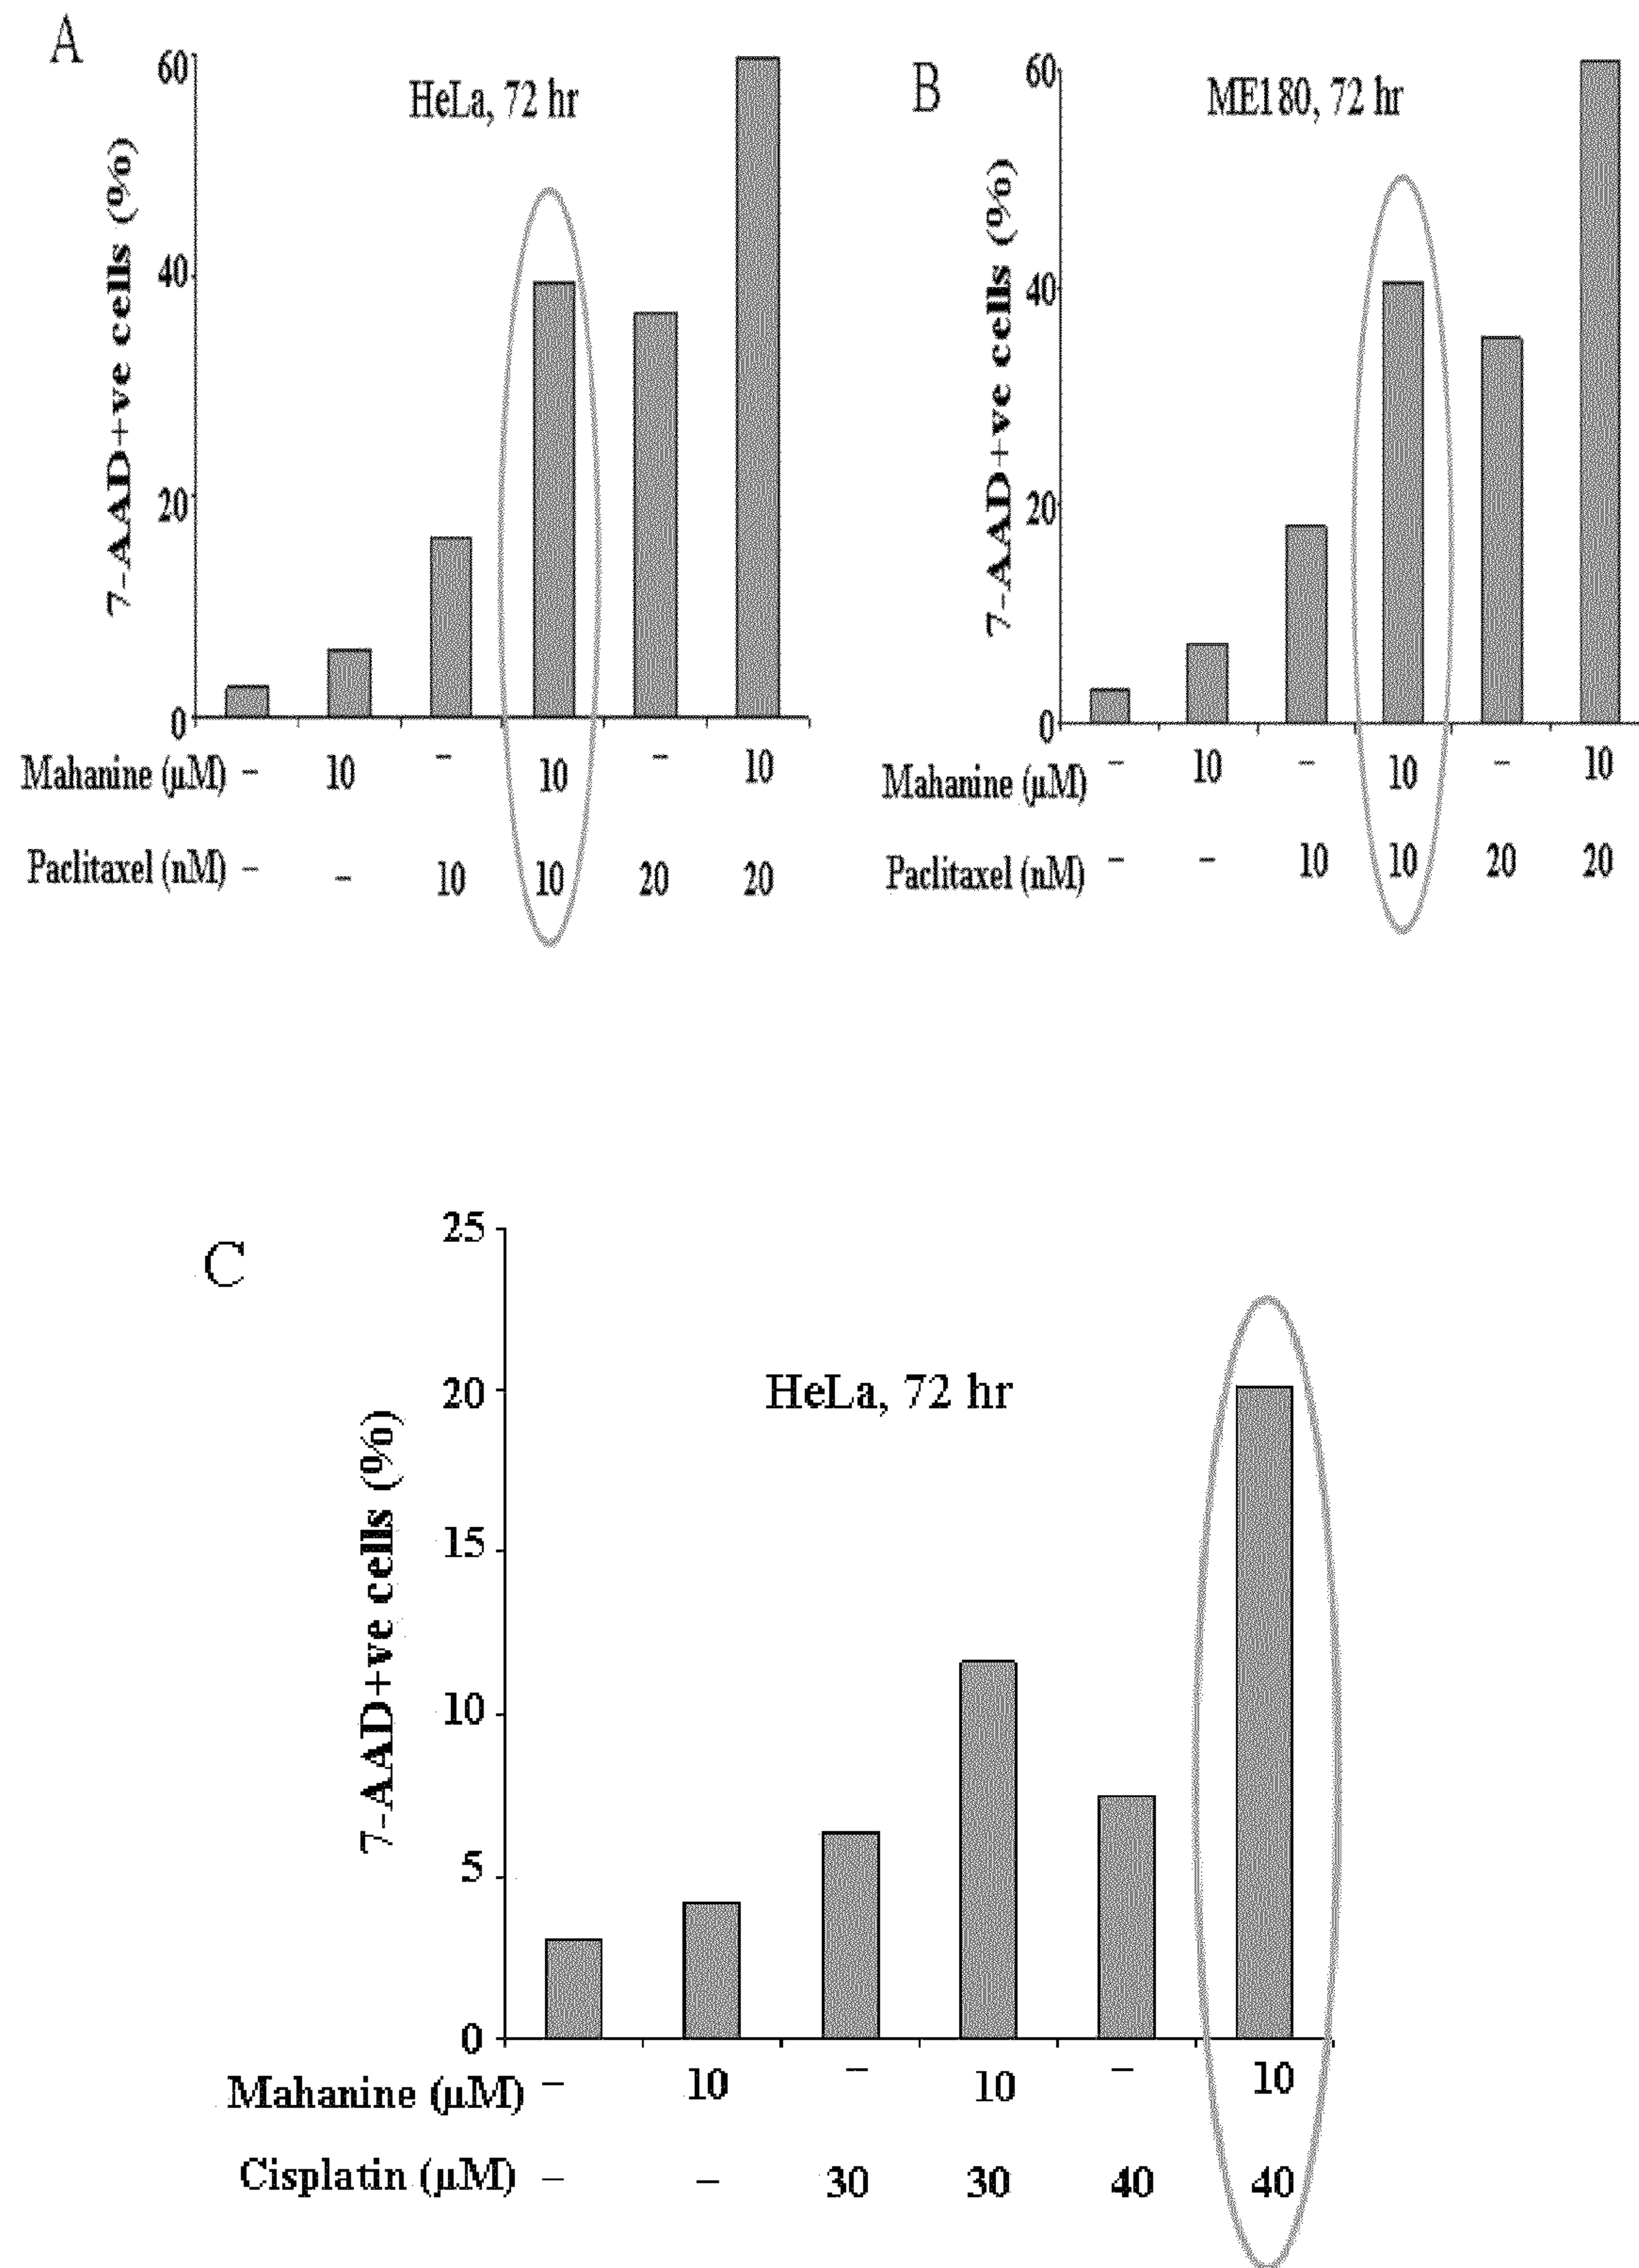 A
HeLa, 72 hr
7-AAD+ve cells (%)
60
40
20
0
Mahanine (µM) – 10 – 10 – 10
Paclitaxel (nM) – – 10 10 20 20
B
ME180, 72 hr
7-AAD+ve cells (%)
60
40
20
0
Mahanine (µM) – 10 – 10 – 10
Paclitaxel (nM) – – 10 10 20 20
C
HeLa, 72 hr
7-AAD+ve cells (%)
25
20
15
10
5
0
Mahanine (µM) – 10 – 10 – 10
Cisplatin (µM) – – 30 30 40 40